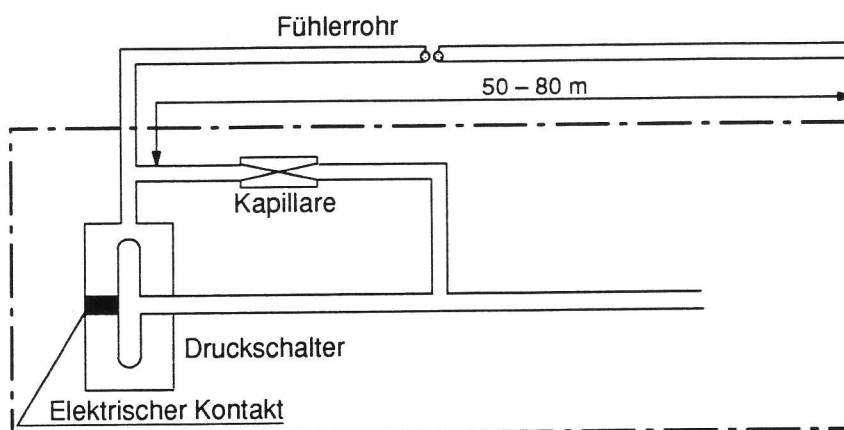 Fühlerrohr
50 – 80 m
Kapillare
Druckschalter
Elektrischer Kontakt